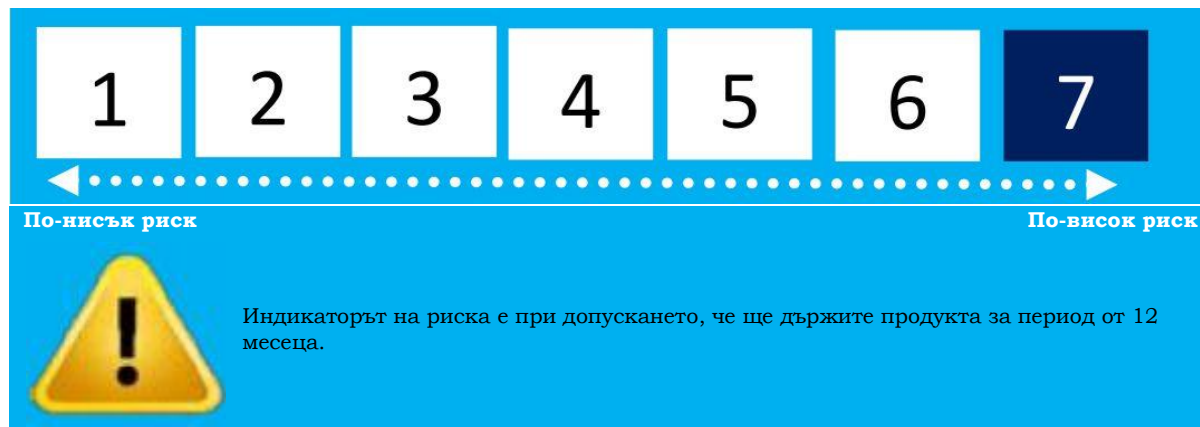 1 2 3 4 5 6 7
По-нисък риск По-висок риск
Индикаторът на риска е при допускането, че ще държите продукта за период от 12
месеца.